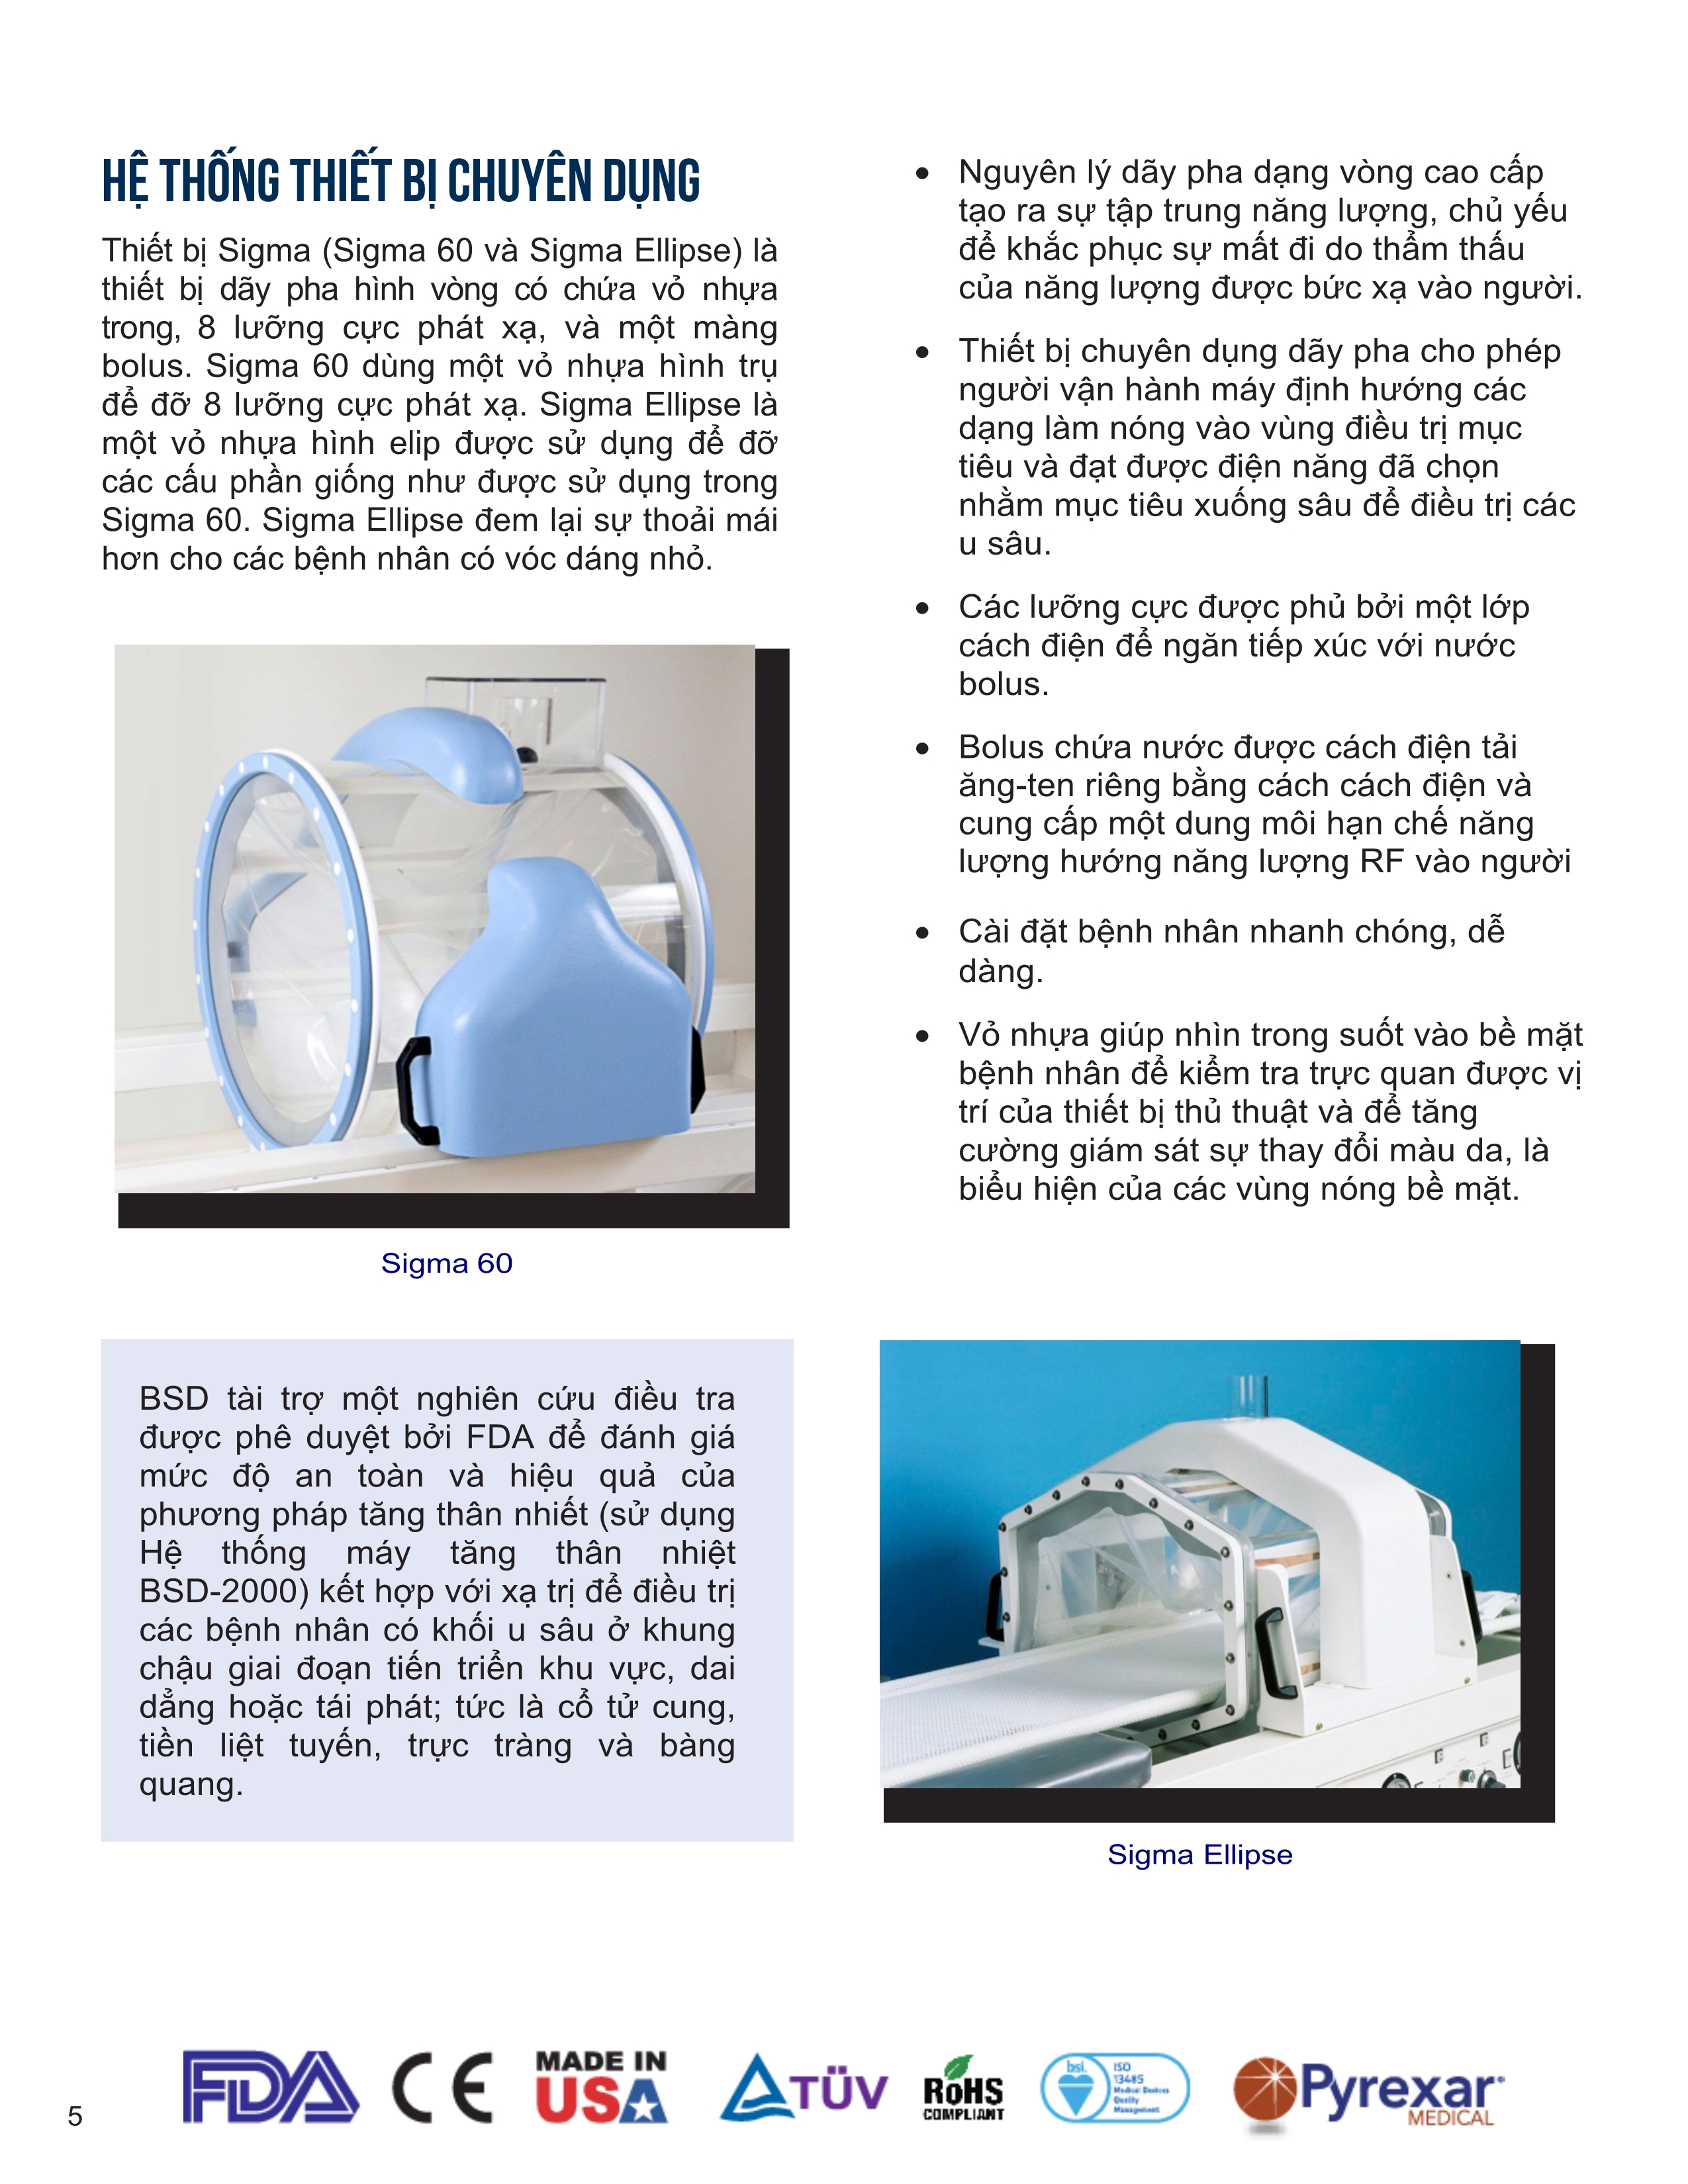 HỆ THỐNG THIẾT BỊ CHUYÊN DỤNG
Thiết bị Sigma (Sigma 60 và Sigma Ellipse) là
thiết bị dãy pha hình vòng có chứa vỏ nhựa
trong, 8 lưỡng cực phát xạ, và một màng
bolus. Sigma 60 dùng một vỏ nhựa hình trụ
để đỡ 8 lưỡng cực phát xạ. Sigma Ellipse là
một vỏ nhựa hình elip được sử dụng để đỡ
các cấu phần giống như được sử dụng trong
Sigma 60. Sigma Ellipse đem lại sự thoải mái
hơn cho các bệnh nhân có vóc dáng nhỏ.
Sigma 60
BSD tài trợ một nghiên cứu điều tra
được phê duyệt bởi FDA để đánh giá
mức độ an toàn và hiệu quả của
phương pháp tăng thân nhiết (sử dụng
Hệ thống máy tăng thân nhiệt
BSD-2000) kết hợp với xạ trị để điều trị
các bệnh nhân có khối u sâu ở khung
chậu giai đoạn tiến triển khu vực, dai
dẳng hoặc tái phát; tức là cổ tử cung,
tiền liệt tuyến, trực tràng và bàng
quang.
• Nguyên lý dãy pha dạng vòng cao cấp
tạo ra sự tập trung năng lượng, chủ yếu
để khắc phục sự mất đi do thẩm thấu
của năng lượng được bức xạ vào người.
• Thiết bị chuyên dụng dãy pha cho phép
người vận hành máy định hướng các
dạng làm nóng vào vùng điều trị mục
tiêu và đạt được điện năng đã chọn
nhằm mục tiêu xuống sâu để điều trị các
u sâu.
• Các lưỡng cực được phủ bởi một lớp
cách điện để ngăn tiếp xúc với nước
bolus.
• Bolus chứa nước được cách điện tải
ăng-ten riêng bằng cách cách điện và
cung cấp một dung môi hạn chế năng
lượng hướng năng lượng RF vào người
• Cài đặt bệnh nhân nhanh chóng, dễ
dàng.
• Vỏ nhựa giúp nhìn trong suốt vào bề mặt
bệnh nhân để kiểm tra trực quan được vị
trí của thiết bị thủ thuật và để tăng
cường giám sát sự thay đổi màu da, là
biểu hiện của các vùng nóng bề mặt.
Sigma Ellipse
5
FDA
CE
MADE IN
USA
TÜV
RoHS
COMPLIANT
bsi.
ISO
13485
Medical Devices
Quality
Management
Pyrexar
MEDICAL